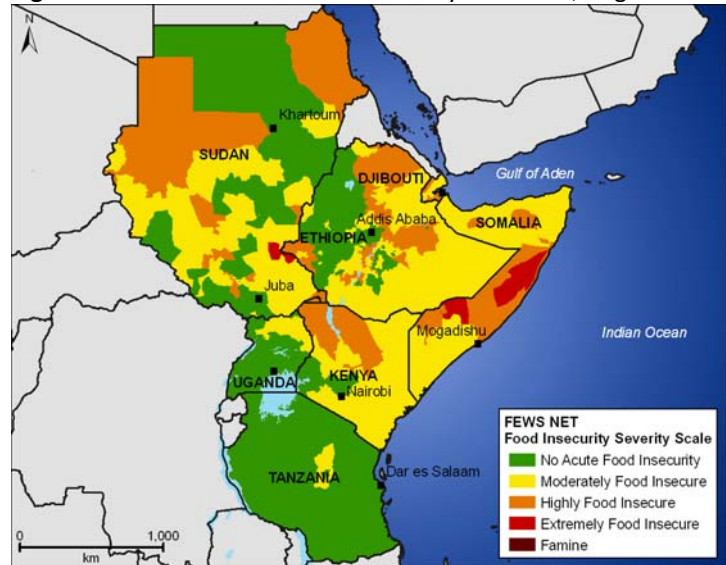 N
Khartoum
SUDAN
DJIBOUTI
Gulf of Aden
SOMALIA
Addis Ababa
ETHIOPIA
Juba
Mogadishu
Indian Ocean
UGANDA
KENYA
Nairobi
TANZANIA
Dar es Salaam
FEWS NET
Food Insecurity Severity Scale
No Acute Food Insecurity
Moderately Food Insecure
Highly Food Insecure
Extremely Food Insecure
Famine
0 1,000
km